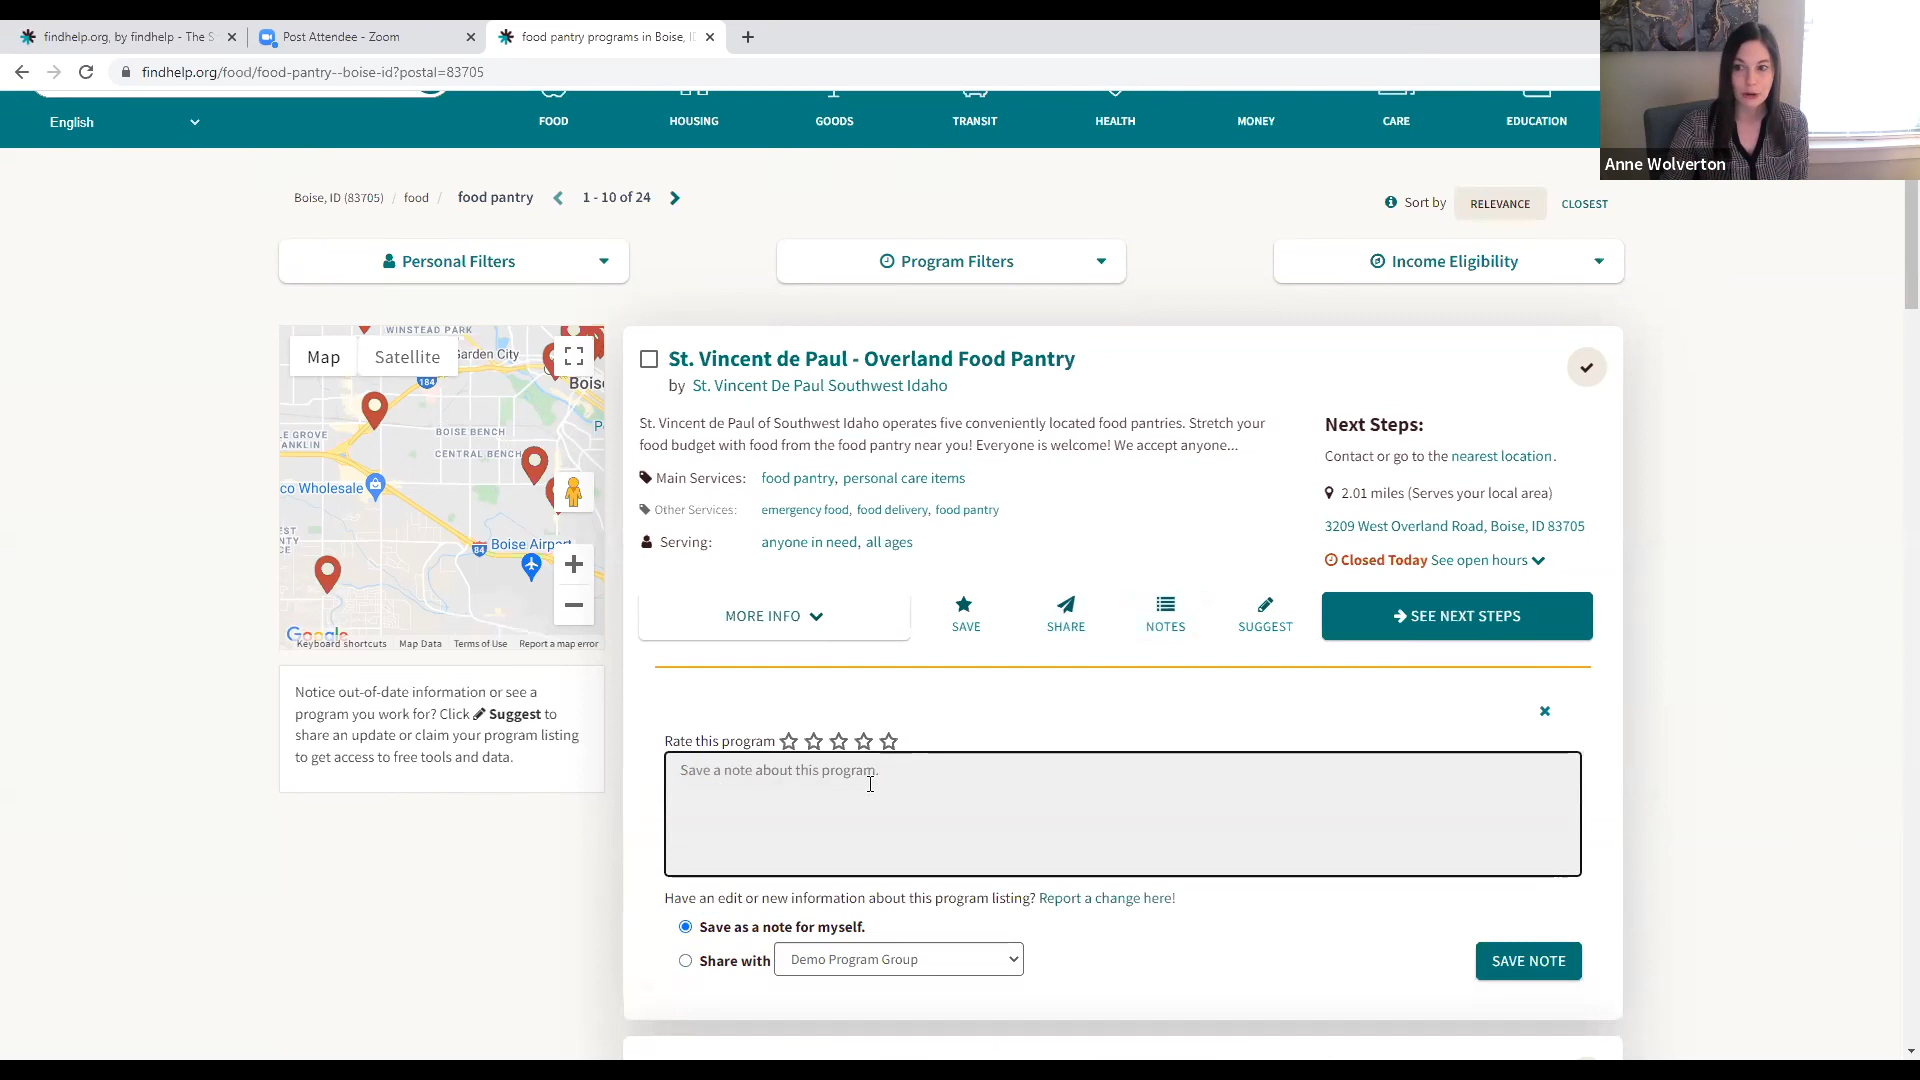 findhelp.org, by findhelp - The S
Post Attendee - Zoom
food pantry programs in Boise, I
findhelp.org/food/food-pantry--boise-id?postal=83705
English
FOOD
HOUSING
GOODS
TRANSIT
HEALTH
MONEY
CARE
EDUCATION
Anne Wolverton
Boise, ID (83705) / food / food pantry 1 - 10 of 24
Sort by RELEVANCE CLOSEST
Personal Filters
Program Filters
Income Eligibility
Map
Satellite
WINSTEAD PARK
Garden City
184
Boise
LE GROVE
ANKLIN
BOISE BENCH
CENTRAL BENCH
co Wholesale
84
Boise Airport
Google
Keyboard shortcuts Map Data Terms of Use Report a map error
Notice out-of-date information or see a
program you work for? Click Suggest to
share an update or claim your program listing
to get access to free tools and data.
St. Vincent de Paul - Overland Food Pantry
by St. Vincent De Paul Southwest Idaho
St. Vincent de Paul of Southwest Idaho operates five conveniently located food pantries. Stretch your
food budget with food from the food pantry near you! Everyone is welcome! We accept anyone...
Main Services: food pantry, personal care items
Other Services: emergency food, food delivery, food pantry
Serving: anyone in need, all ages
Next Steps:
Contact or go to the nearest location.
2.01 miles (Serves your local area)
3209 West Overland Road, Boise, ID 83705
Closed Today See open hours
MORE INFO
SAVE
SHARE
NOTES
SUGGEST
SEE NEXT STEPS
Rate this program
Save a note about this program.
Have an edit or new information about this program listing? Report a change here!
Save as a note for myself.
Share with Demo Program Group
SAVE NOTE